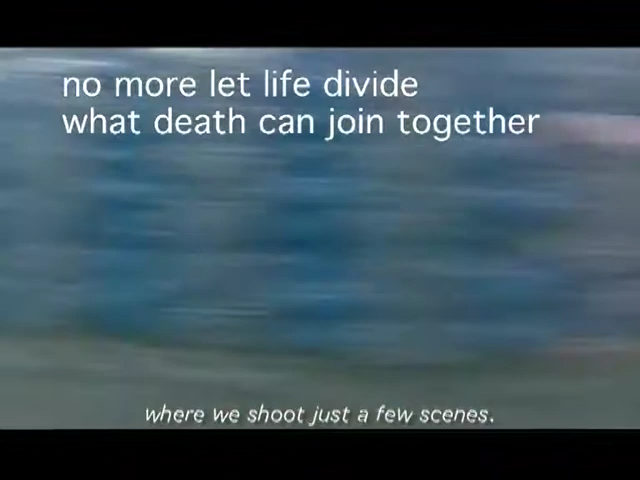 no more let life divide
what death can join together
where we shoot just a few scenes.